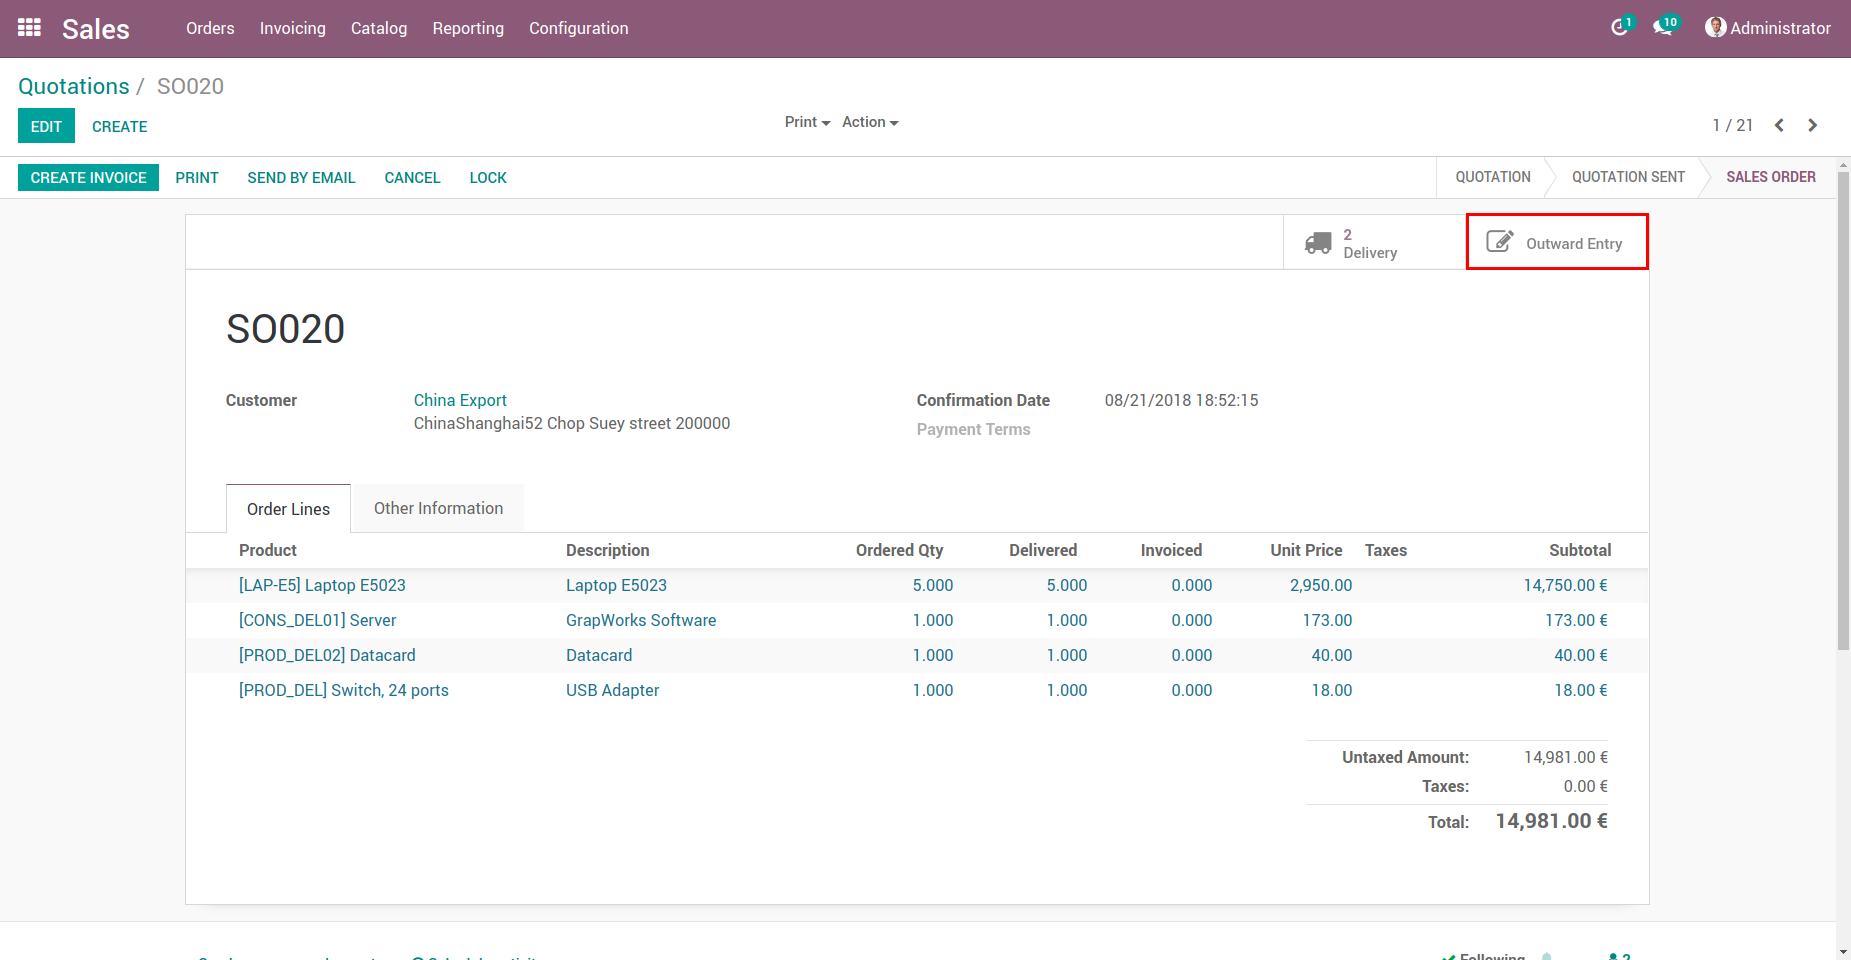 Sales Orders Invoicing Catalog Reporting Configuration 1 10 Administrator
Quotations / SO020
EDIT CREATE Print Action 1 / 21
CREATE INVOICE PRINT SEND BY EMAIL CANCEL LOCK QUOTATION QUOTATION SENT SALES ORDER
2
Delivery
Outward Entry
SO020
Customer China Export Confirmation Date 08/21/2018 18:52:15
ChinaShanghai52 Chop Suey street 200000 Payment Terms
Order Lines Other Information
Product Description Ordered Qty Delivered Invoiced Unit Price Taxes Subtotal
[LAP-E5] Laptop E5023 Laptop E5023 5.000 5.000 0.000 2,950.00 14,750.00 €
[CONS_DEL01] Server GrapWorks Software 1.000 1.000 0.000 173.00 173.00 €
[PROD_DEL02] Datacard Datacard 1.000 1.000 0.000 40.00 40.00 €
[PROD_DEL] Switch, 24 ports USB Adapter 1.000 1.000 0.000 18.00 18.00 €
Untaxed Amount: 14,981.00 €
Taxes: 0.00 €
Total: 14,981.00 €
Following 2